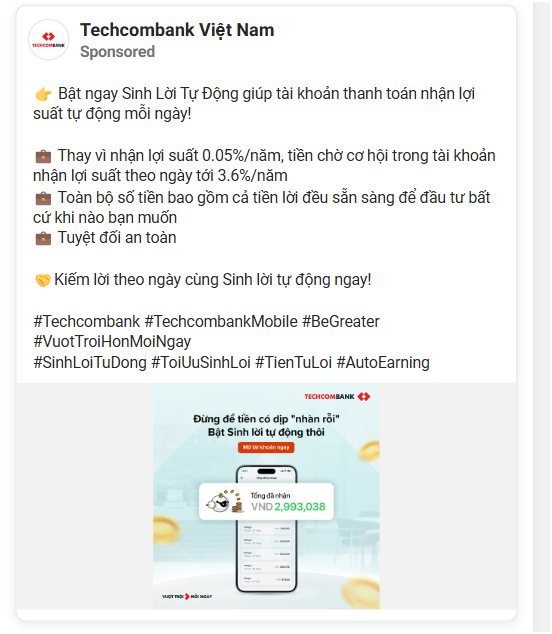 TECHCOMBANK
Techcombank Việt Nam
Sponsored
👉 Bật ngay Sinh Lời Tự Động giúp tài khoản thanh toán nhận lợi
suất tự động mỗi ngày!
💼 Thay vì nhận lợi suất 0.05%/năm, tiền chờ cơ hội trong tài khoản
nhận lợi suất theo ngày tới 3.6%/năm
💼 Toàn bộ số tiền bao gồm cả tiền lời đều sẵn sàng để đầu tư bất
cứ khi nào bạn muốn
💼 Tuyệt đối an toàn
🤝Kiếm lời theo ngày cùng Sinh lời tự động ngay!
#Techcombank #TechcombankMobile #BeGreater
#VuotTroiHonMoiNgay
#SinhLoiTuDong #ToiUuSinhLoi #TienTuLoi #AutoEarning
TECHCOMBANK
Đừng để tiền có dịp "nhàn rỗi"
Bật Sinh lời tự động thôi
Mở tài khoản ngay
Tổng đã nhận
VND 2,993,038
VƯỢT TRỘI MỖI NGÀY